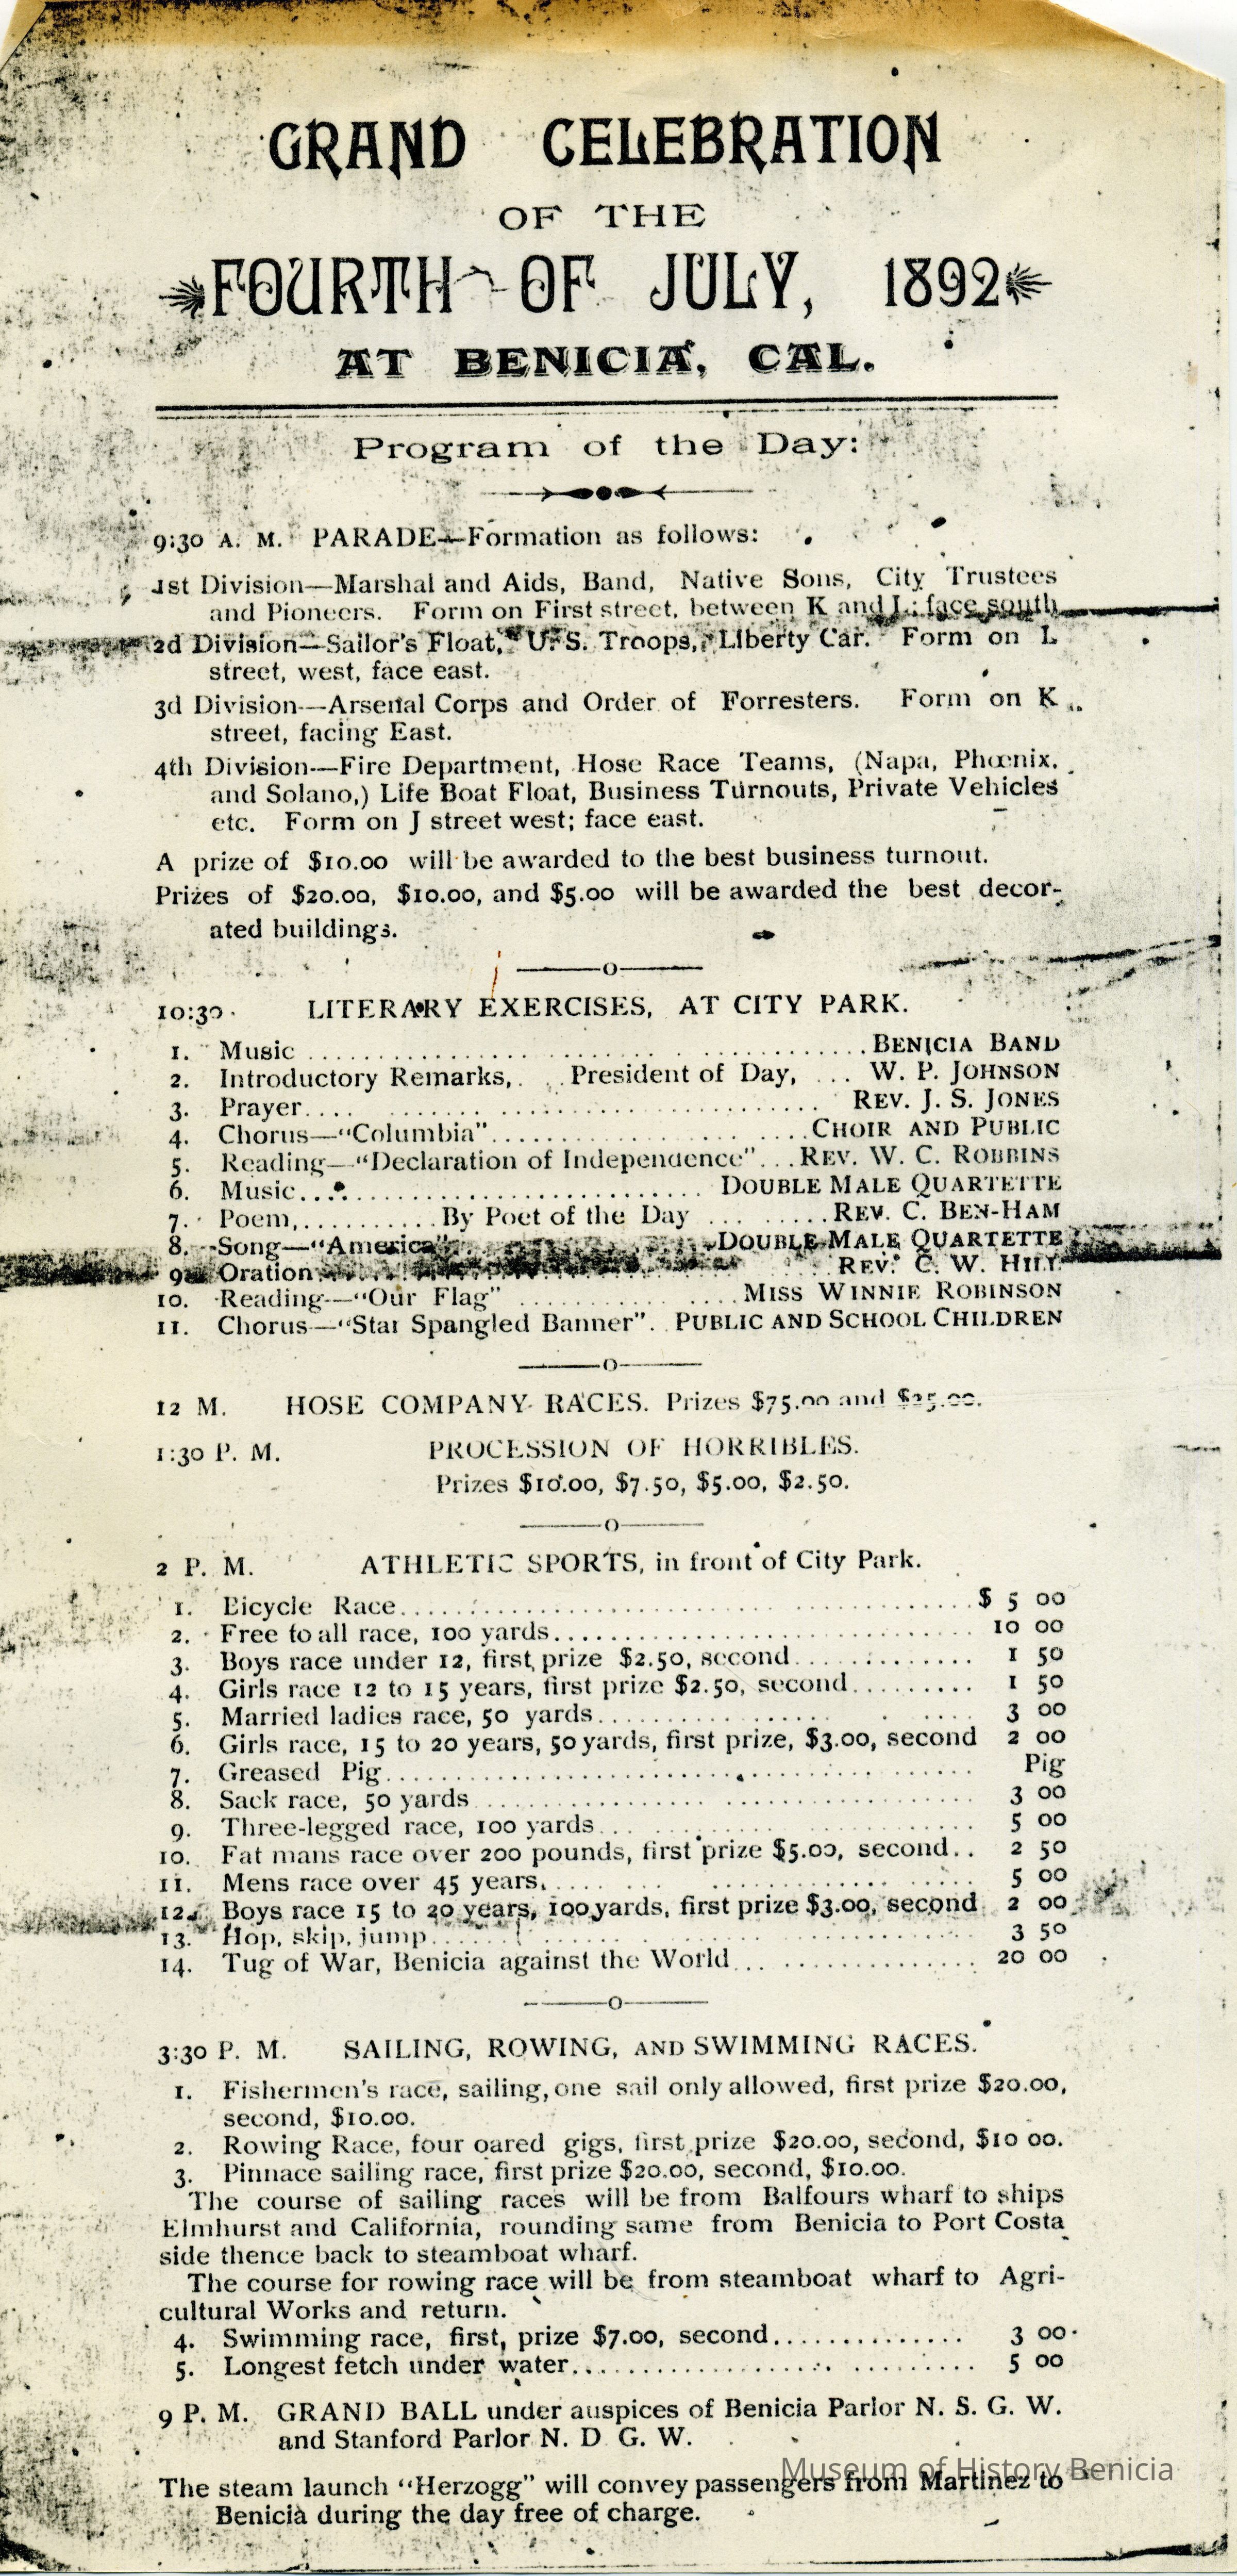 GRAND CELEBRATION
OF THE
FOURTH OF JULY, 1892
AT BENICIA, CAL.
Program of the Day:
9:30 A. M. PARADE—Formation as follows:
1st Division—Marshal and Aids, Band, Native Sons, City Trustees
and Pioneers. Form on First street, between K and L; face south
2d Division—Sailor's Float, U. S. Troops, Liberty Car. Form on L
street, west, face east.
3d Division—Arsenal Corps and Order of Forresters. Form on K
street, facing East.
4th Division—Fire Department, Hose Race Teams, (Napa, Phœnix,
and Solano,) Life Boat Float, Business Turnouts, Private Vehicles
etc. Form on J street west; face east.
A prize of $10.00 will be awarded to the best business turnout.
Prizes of $20.00, $10.00, and $5.00 will be awarded the best decor-
ated buildings.
10:30 LITERARY EXERCISES, AT CITY PARK.
1. Music . . . . . . . . . . BENICIA BAND
2. Introductory Remarks, . . . President of Day, . . . W. P. JOHNSON
3. Prayer . . . . . . . . . . REV. J. S. JONES
4. Chorus—"Columbia" . . . . . . . . . . CHOIR AND PUBLIC
5. Reading—"Declaration of Independence" . . . REV. W. C. ROBBINS
6. Music . . . . . . . . . . DOUBLE MALE QUARTETTE
7. Poem, . . . . . . . . . . By Poet of the Day . . . . . . . . REV. C. BEN-HAM
8. Song—"America" . . . . . . DOUBLE MALE QUARTETTE
9. Oration . . . . . . REV. C. W. HILL
10. Reading—"Our Flag" . . . . . . . . . . MISS WINNIE ROBINSON
11. Chorus—"Star Spangled Banner". . PUBLIC AND SCHOOL CHILDREN
12 M. HOSE COMPANY RACES. Prizes $75.00 and $25.00.
1:30 P. M. PROCESSION OF HORRIBLES.
Prizes $10.00, $7.50, $5.00, $2.50.
2 P. M. ATHLETIC SPORTS, in front of City Park.
1. Bicycle Race . . . . . . . . . . $ 5 00
2. Free to all race, 100 yards . . . . . . . . . . 10 00
3. Boys race under 12, first prize $2.50, second . . . . . . . . . . 1 50
4. Girls race 12 to 15 years, first prize $2.50, second . . . . . . . . . 1 50
5. Married ladies race, 50 yards . . . . . . . . . . 3 00
6. Girls race, 15 to 20 years, 50 yards, first prize, $3.00, second 2 00
7. Greased Pig . . . . . . . . . . Pig
8. Sack race, 50 yards . . . . . . . . . . 3 00
9. Three-legged race, 100 yards . . . . . . . . . . 5 00
10. Fat mans race over 200 pounds, first prize $5.00, second . . 2 50
11. Mens race over 45 years. . . . . . . . . . 5 00
12. Boys race 15 to 20 years, 100 yards, first prize $3.00, second 2 00
13. Hop, skip, jump . . . . . . . . . . 3 50
14. Tug of War, Benicia against the World . . . . . . . . . . 20 00
3:30 P. M. SAILING, ROWING, AND SWIMMING RACES.
1. Fishermen's race, sailing, one sail only allowed, first prize $20.00,
second, $10.00.
2. Rowing Race, four oared gigs, first prize $20.00, second, $10 00.
3. Pinnace sailing race, first prize $20.00, second, $10.00.
The course of sailing races will be from Balfours wharf to ships
Elmhurst and California, rounding same from Benicia to Port Costa
side thence back to steamboat wharf.
The course for rowing race will be from steamboat wharf to Agri-
cultural Works and return.
4. Swimming race, first, prize $7.00, second . . . . . . . . . . 3 00
5. Longest fetch under water . . . . . . . . . . 5 00
9 P. M. GRAND BALL under auspices of Benicia Parlor N. S. G. W.
and Stanford Parlor N. D. G. W.
Museum of History Benicia
The steam launch "Herzogg" will convey passengers from Martinez to
Benicia during the day free of charge.